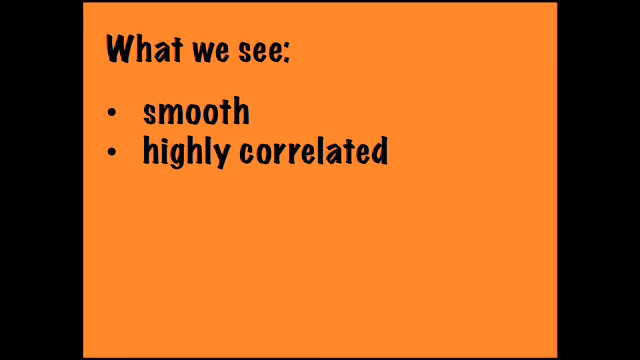 What we see:
• smooth
• highly correlated